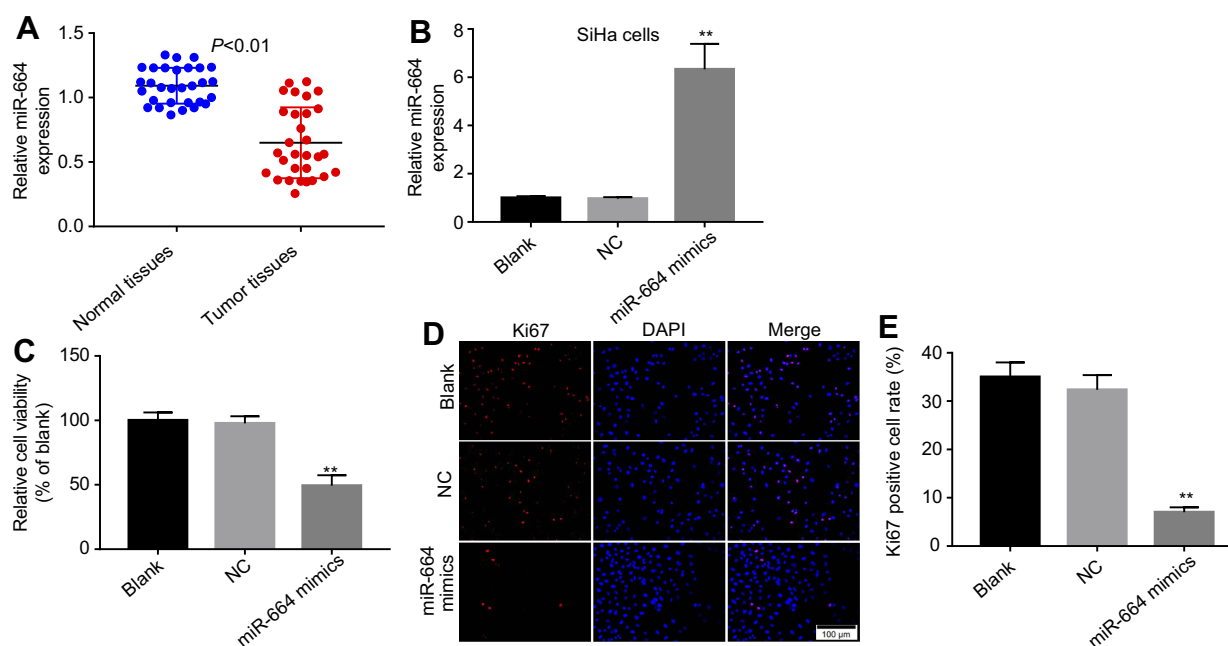 A
Relative miR-664
expression
1.5
1.0
0.5
0.0
P<0.01
Normal tissues
Tumor tissues
B
Relative miR-664
expression
8
6
4
2
0
SiHa cells
**
Blank
NC
miR-664 mimics
C
Relative cell viability
(% of blank)
150
100
50
0
**
Blank
NC
miR-664 mimics
D
Ki67
DAPI
Merge
Blank
NC
miR-664
mimics
100 µm
E
Ki67 positive cell rate (%)
40
30
20
10
0
**
Blank
NC
miR-664 mimics